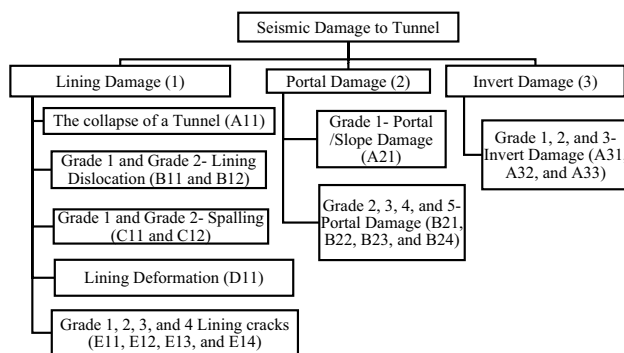 Seismic Damage to Tunnel
Lining Damage (1)
The collapse of a Tunnel (A11)
Grade 1 and Grade 2- Lining
Dislocation (B11 and B12)
Grade 1 and Grade 2- Spalling
(C11 and C12)
Lining Deformation (D11)
Grade 1, 2, 3, and 4 Lining cracks
(E11, E12, E13, and E14)
Portal Damage (2)
Grade 1- Portal
/Slope Damage
(A21)
Grade 2, 3, 4, and 5-
Portal Damage (B21,
B22, B23, and B24)
Invert Damage (3)
Grade 1, 2, and 3-
Invert Damage (A31,
A32, and A33)